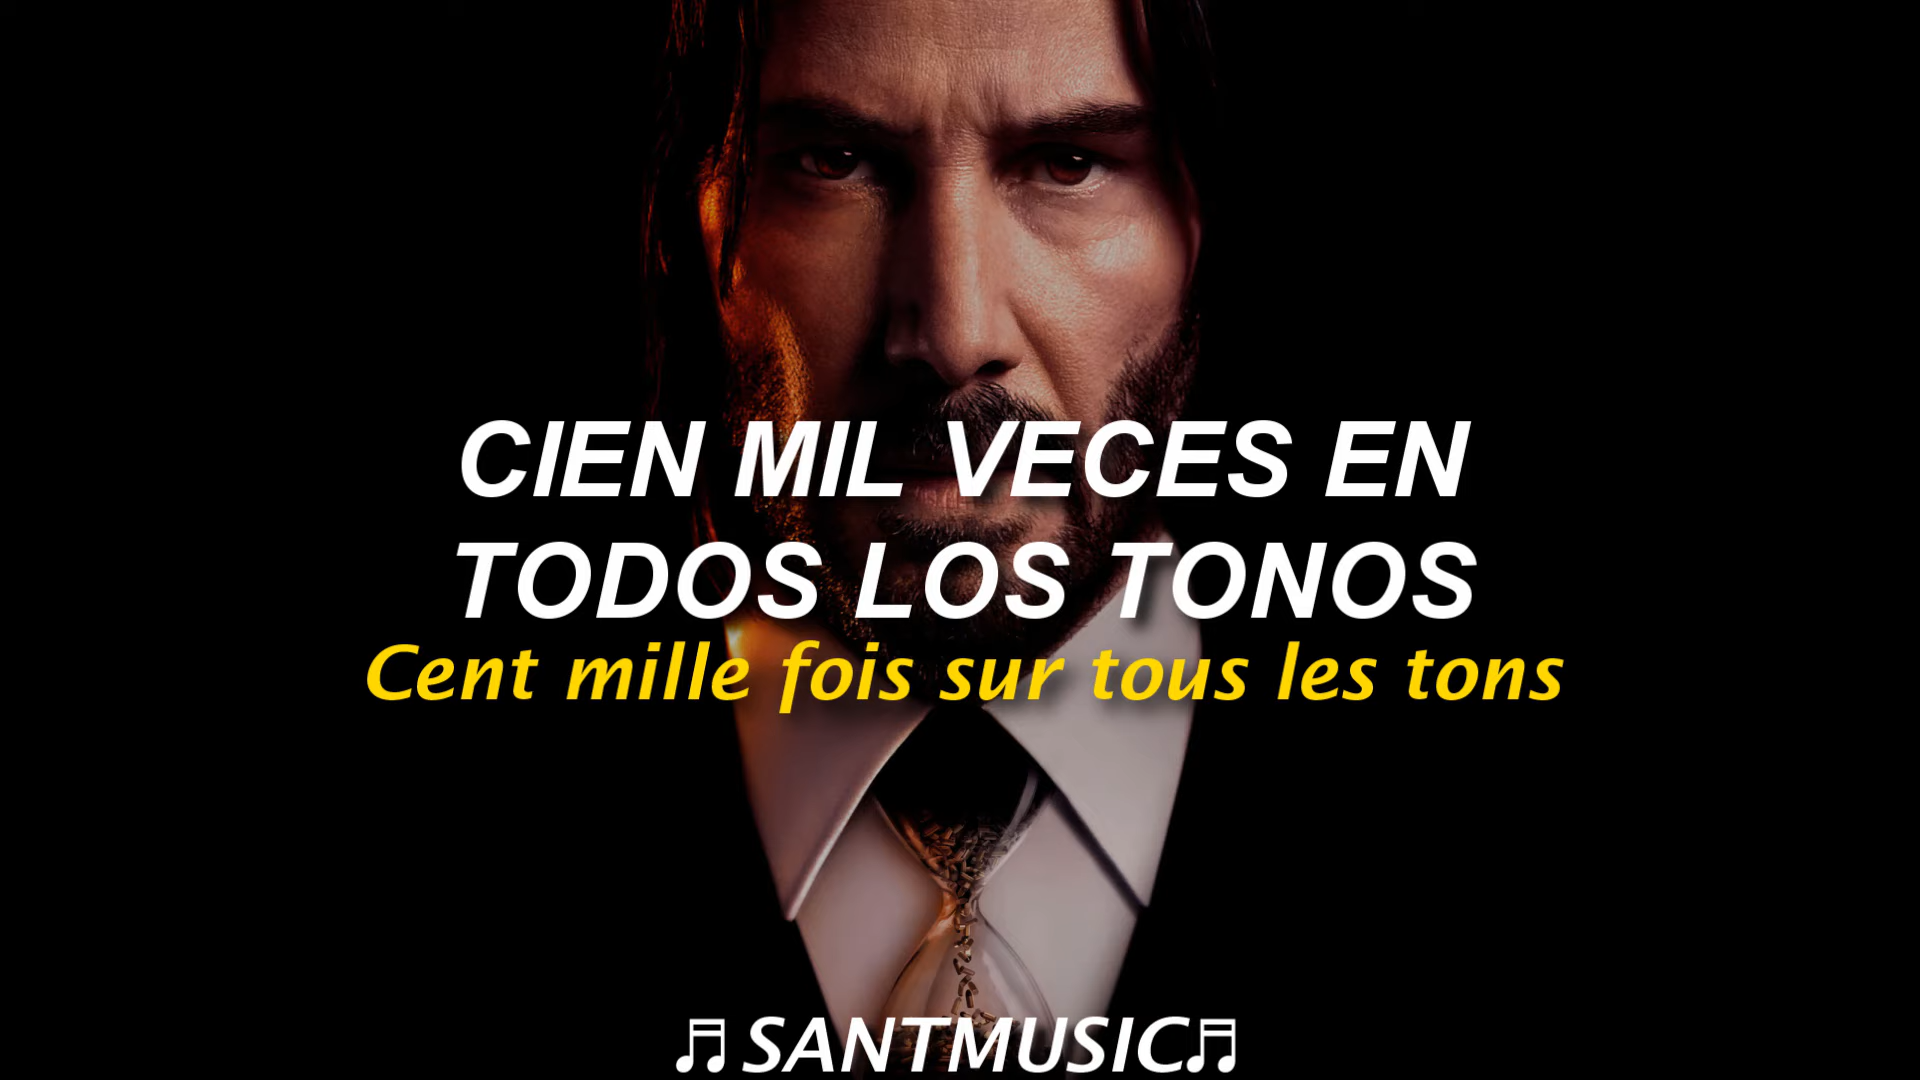 CIEN MIL VECES EN
TODOS LOS TONOS
Cent mille fois sur tous les tons
♬SANTMUSIC♬